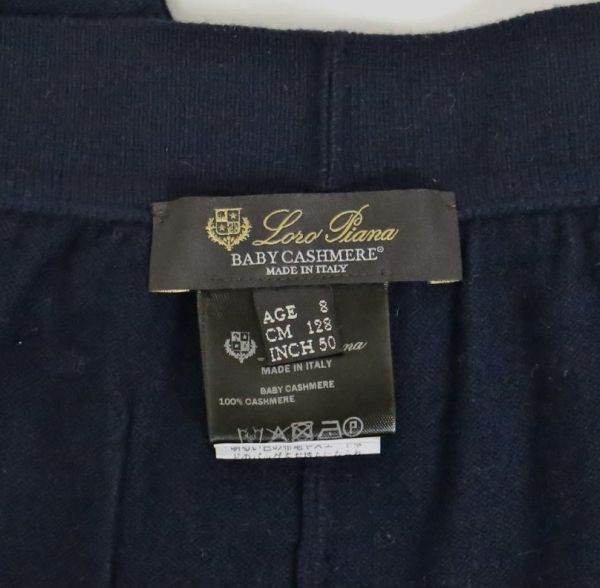 Loro Piana
BABY CASHMERE®
MADE IN ITALY
AGE 8
CM 128
INCH 50
MADE IN ITALY
BABY CASHMERE
100% CASHMERE